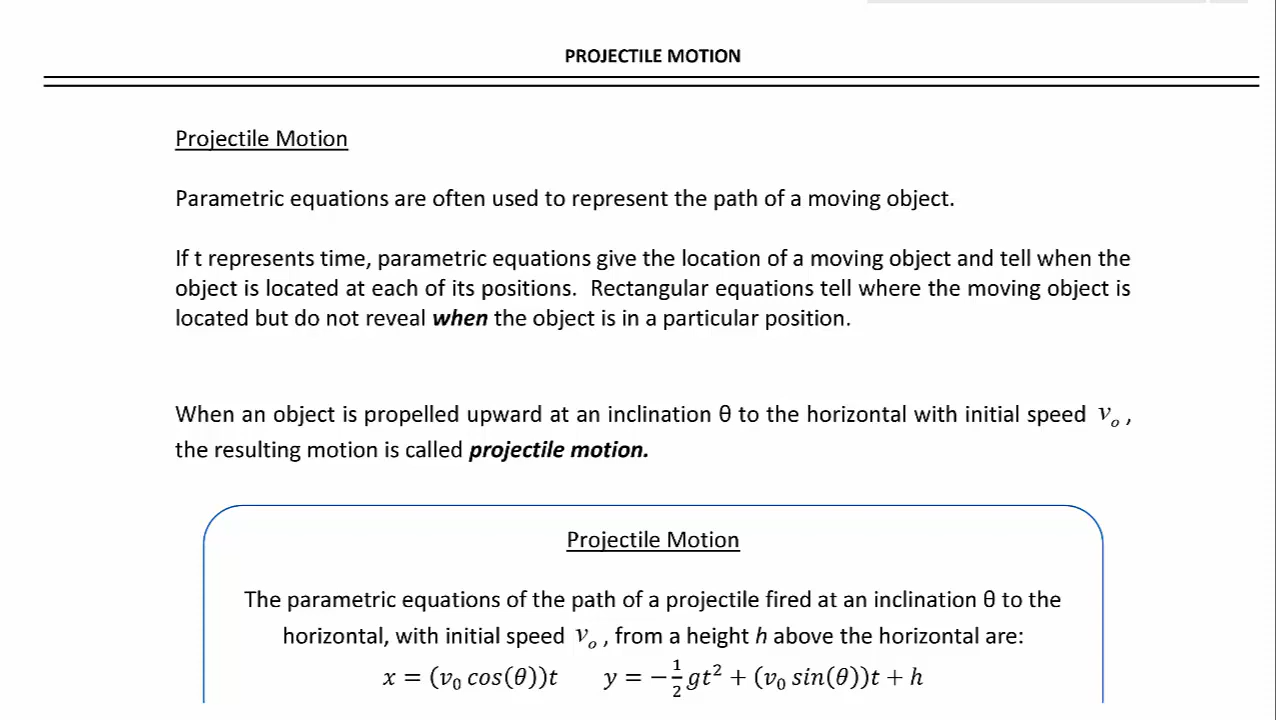 PROJECTILE MOTION
Projectile Motion
Parametric equations are often used to represent the path of a moving object.
If t represents time, parametric equations give the location of a moving object and tell when the
object is located at each of its positions. Rectangular equations tell where the moving object is
located but do not reveal when the object is in a particular position.
When an object is propelled upward at an inclination θ to the horizontal with initial speed vₒ ,
the resulting motion is called projectile motion.
Projectile Motion
The parametric equations of the path of a projectile fired at an inclination θ to the
horizontal, with initial speed vₒ , from a height h above the horizontal are:
x = (v₀ cos(θ))t y = −½gt² + (v₀ sin(θ))t + h